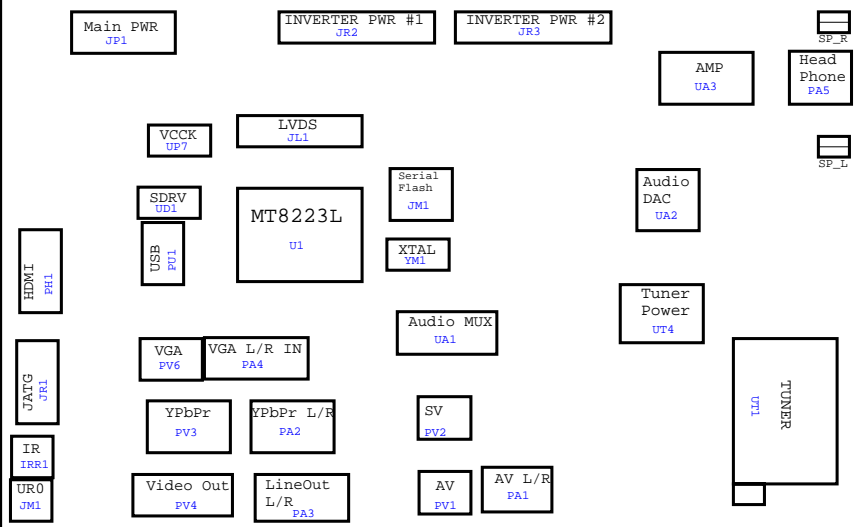 Main PWR
JP1
INVERTER PWR #1
JR2
INVERTER PWR #2
JR3
SP_R
AMP
UA3
Head
Phone
PA5
VCCK
UP7
LVDS
JL1
SP_L
Serial
Flash
JM1
Audio
DAC
UA2
SDRV
UD1
MT8223L
U1
USB
PU1
XTAL
YM1
HDMI
PH1
Tuner
Power
UT4
Audio MUX
UA1
VGA
PV6
VGA L/R IN
PA4
JATG
JR1
TUNER
UT1
YPbPr
PV3
YPbPr L/R
PA2
SV
PV2
IR
IRR1
UR0
JM1
Video Out
PV4
LineOut
L/R
PA3
AV
PV1
AV L/R
PA1